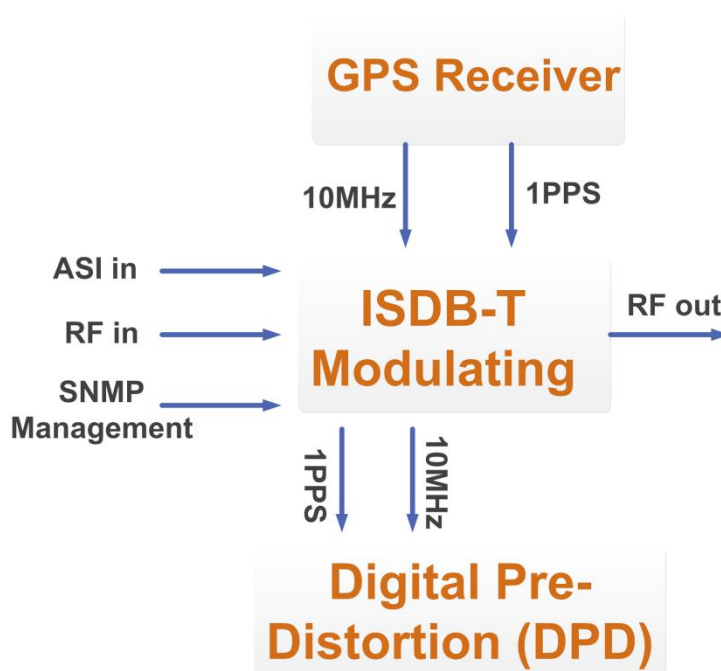 GPS Receiver
10MHz
1PPS
ASI in
RF in
SNMP
Management
ISDB-T
Modulating
RF out
1PPS
10MHz
Digital Pre-
Distortion (DPD)